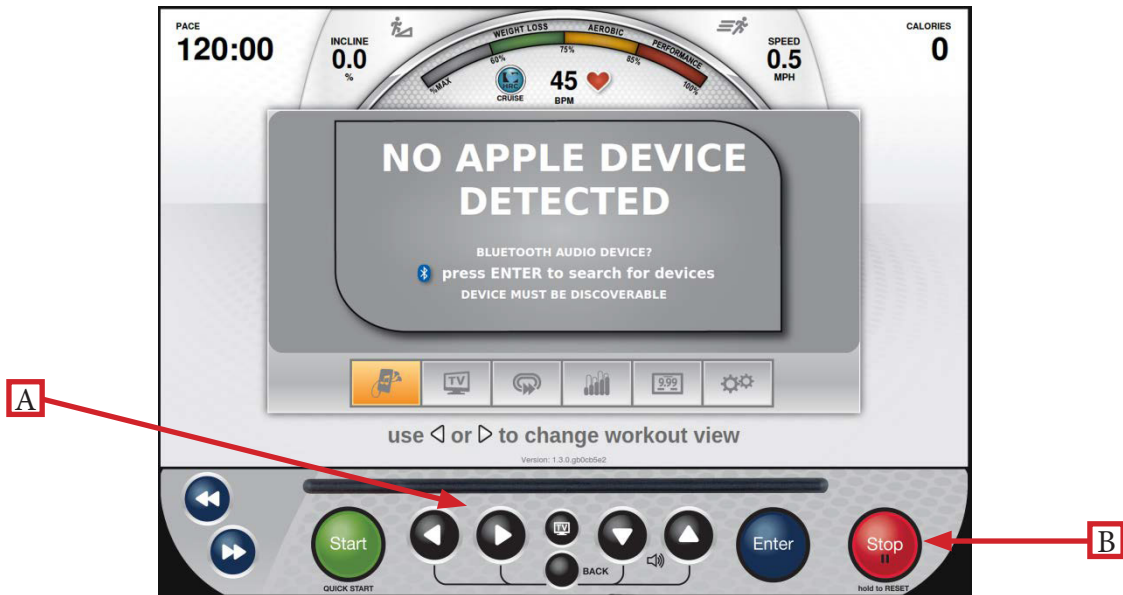 PACE
120:00
INCLINE
0.0
%
%MAX
60%
WEIGHT LOSS
75%
AEROBIC
85%
PERFORMANCE
100%
HRC
CRUISE
45
BPM
SPEED
0.5
MPH
CALORIES
0
NO APPLE DEVICE
DETECTED
BLUETOOTH AUDIO DEVICE?
press ENTER to search for devices
DEVICE MUST BE DISCOVERABLE
TV
9.99
A
use ◁ or ▷ to change workout view
Version: 1.3.0.gb0cb5e2
Start
QUICK START
TV
BACK
Enter
Stop
hold to RESET
B